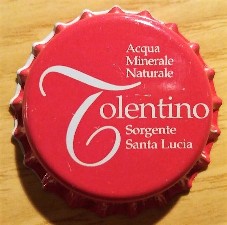 Acqua
Minerale
Naturale
Tolentino
Sorgente
Santa Lucia